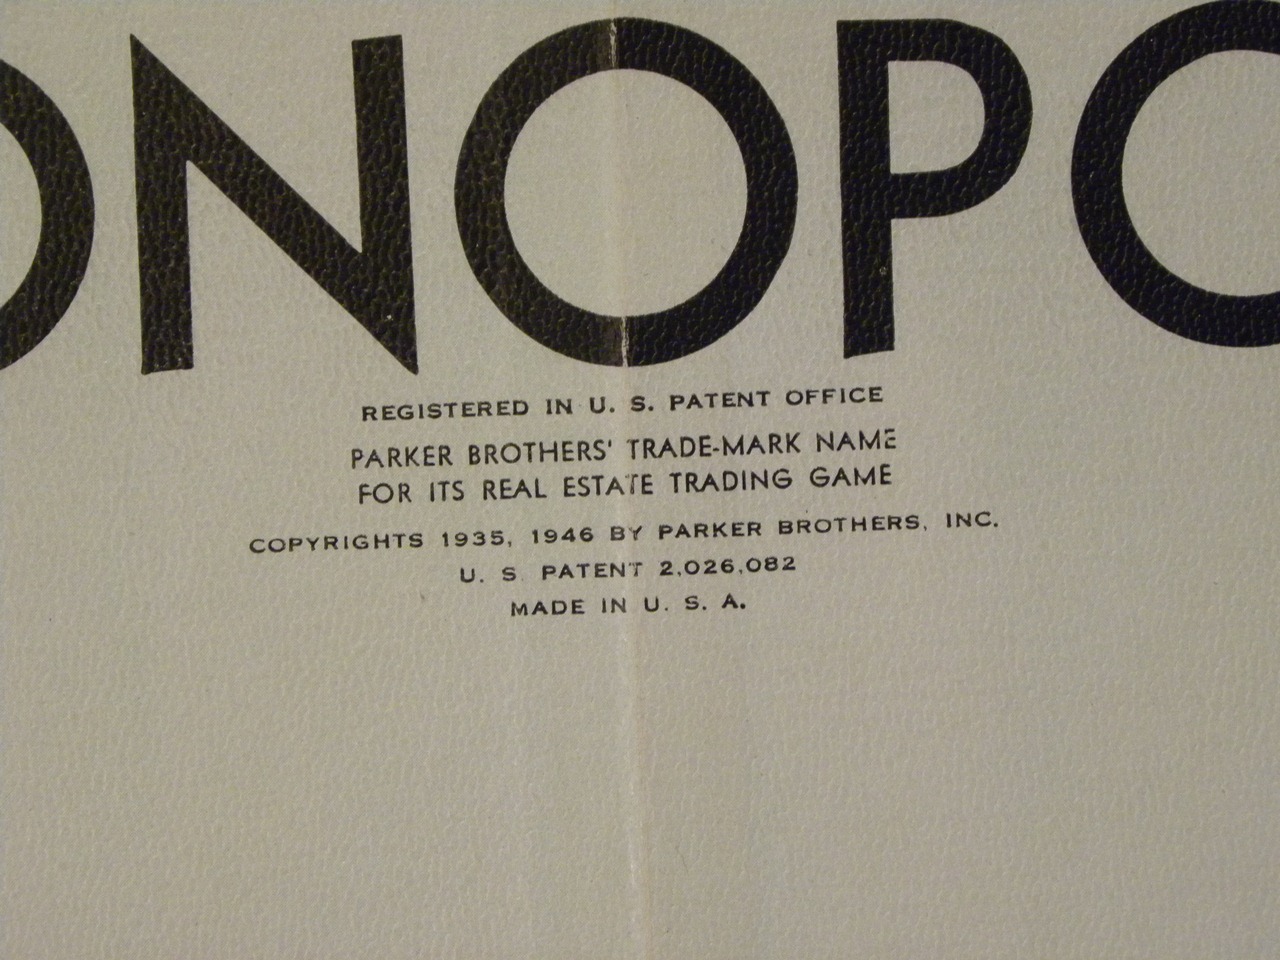 ONOPO
REGISTERED IN U. S. PATENT OFFICE
PARKER BROTHERS' TRADE-MARK NAME
FOR ITS REAL ESTATE TRADING GAME
COPYRIGHTS 1935, 1946 BY PARKER BROTHERS, INC.
U. S. PATENT 2,026,082
MADE IN U. S. A.